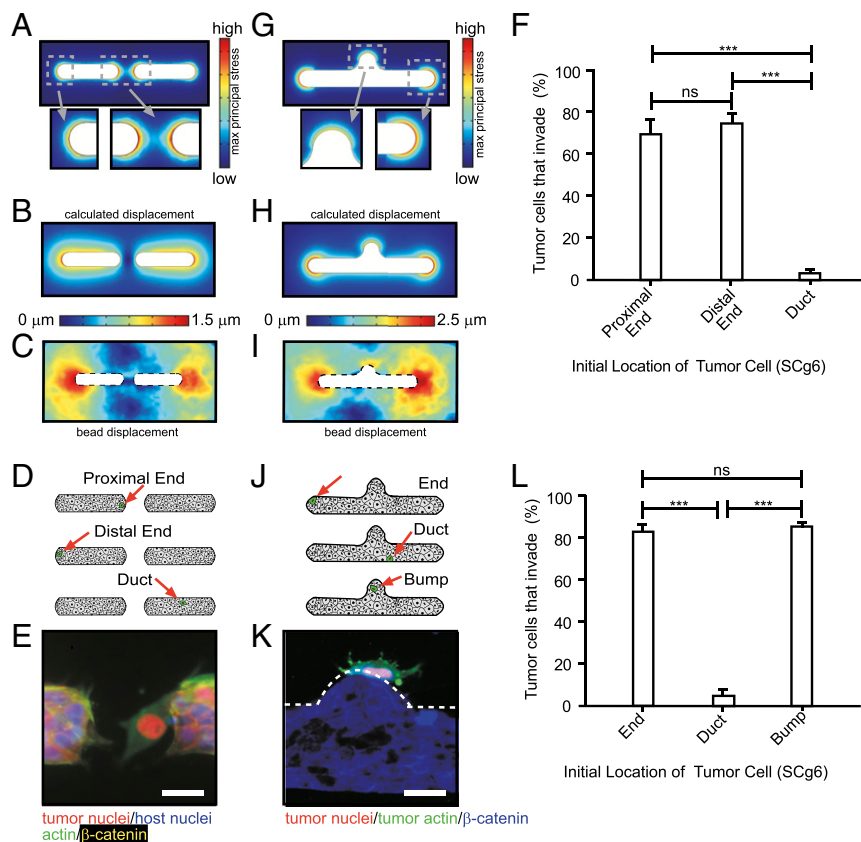 A
high
max principal stress
low
G
high
max principal stress
low
F
Tumor cells that invade (%)
100
80
60
40
20
0
***
ns
***
Proximal
End
Distal
End
Duct
Initial Location of Tumor Cell (SCg6)
B
calculated displacement
H
calculated displacement
0 μm
1.5 μm
0 μm
2.5 μm
C
bead displacement
I
bead displacement
D
Proximal End
Distal End
Duct
J
End
Duct
Bump
L
Tumor cells that invade (%)
100
80
60
40
20
0
ns
***
***
End
Duct
Bump
Initial Location of Tumor Cell (SCg6)
E
tumor nuclei/host nuclei
actin/β-catenin
K
tumor nuclei/tumor actin/β-catenin